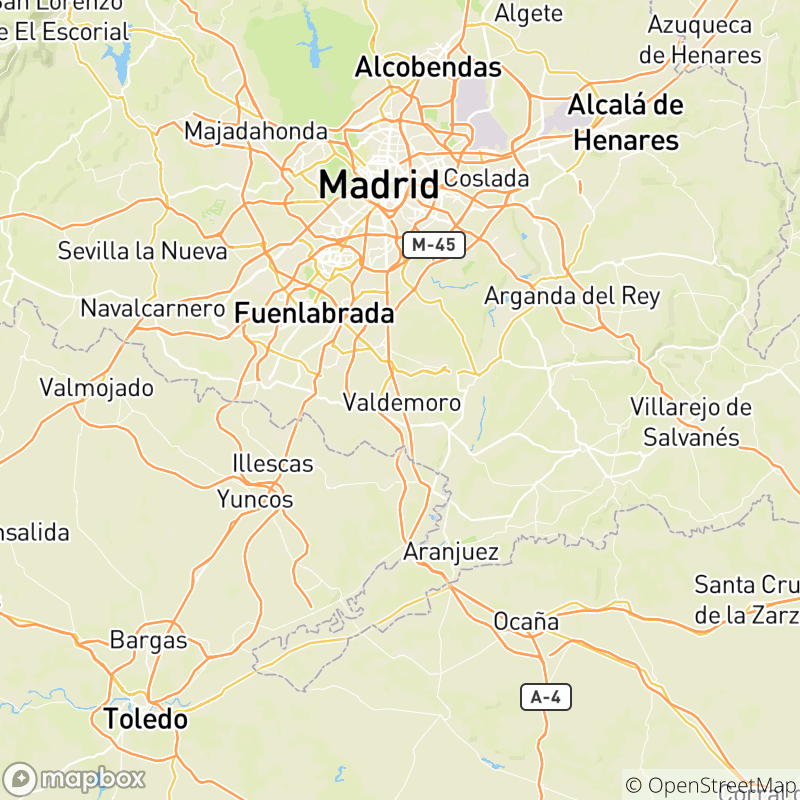 San Lorenzo
de El Escorial
Algete
Azuqueca
de Henares
Alcobendas
Alcalá de
Henares
Majadahonda
Madrid
Coslada
M-45
Sevilla la Nueva
Arganda del Rey
Navalcarnero
Fuenlabrada
Valmojado
Valdemoro
Villarejo de
Salvanés
Illescas
Yuncos
nsalida
Aranjuez
Santa Cru
de la Zarz
Ocaña
Bargas
A-4
Toledo
mapbox
© OpenStreetMap